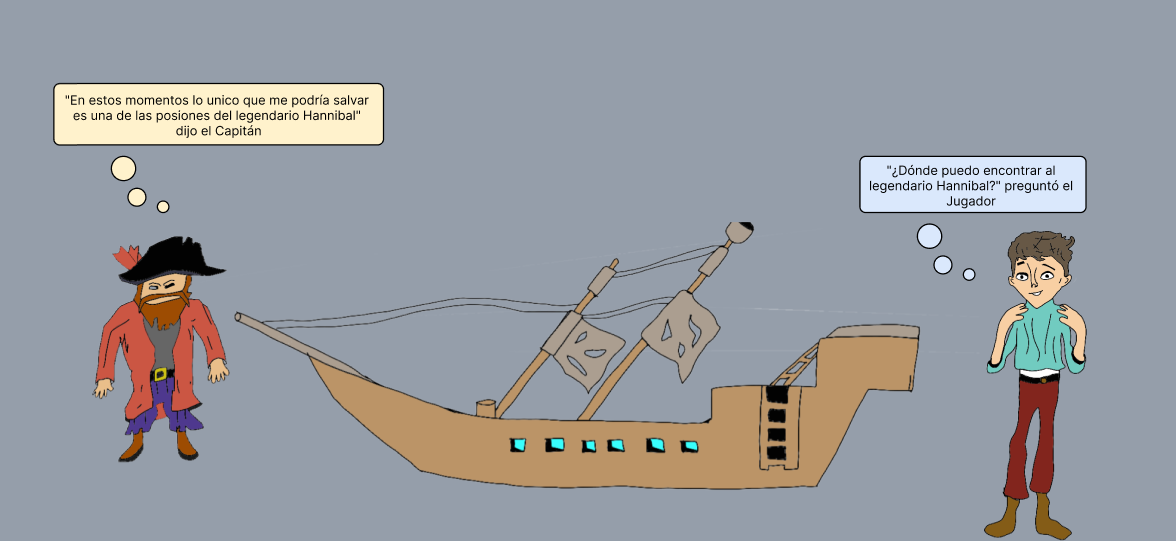 "En estos momentos lo unico que me podría salvar
es una de las posiones del legendario Hannibal"
dijo el Capitán
"¿Dónde puedo encontrar al
legendario Hannibal?" preguntó el
Jugador